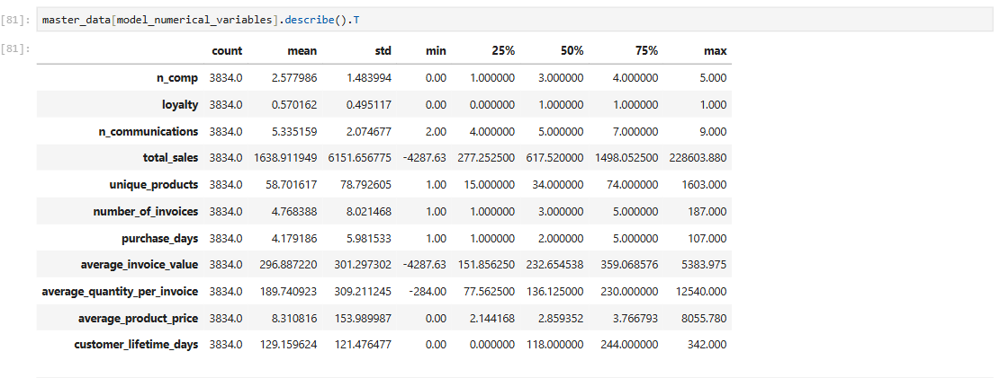 [81]: master_data[model_numerical_variables].describe().T
[81]:
count mean std min 25% 50% 75% max
n_comp 3834.0 2.577986 1.483994 0.00 1.000000 3.000000 4.000000 5.000
loyalty 3834.0 0.570162 0.495117 0.00 0.000000 1.000000 1.000000 1.000
n_communications 3834.0 5.335159 2.074677 2.00 4.000000 5.000000 7.000000 9.000
total_sales 3834.0 1638.911949 6151.656775 -4287.63 277.252500 617.520000 1498.052500 228603.880
unique_products 3834.0 58.701617 78.792605 1.00 15.000000 34.000000 74.000000 1603.000
number_of_invoices 3834.0 4.768388 8.021468 1.00 1.000000 3.000000 5.000000 187.000
purchase_days 3834.0 4.179186 5.981533 1.00 1.000000 2.000000 5.000000 107.000
average_invoice_value 3834.0 296.887220 301.297302 -4287.63 151.856250 232.654538 359.068576 5383.975
average_quantity_per_invoice 3834.0 189.740923 309.211245 -284.00 77.562500 136.125000 230.000000 12540.000
average_product_price 3834.0 8.310816 153.989987 0.00 2.144168 2.859352 3.766793 8055.780
customer_lifetime_days 3834.0 129.159624 121.476477 0.00 0.000000 118.000000 244.000000 342.000